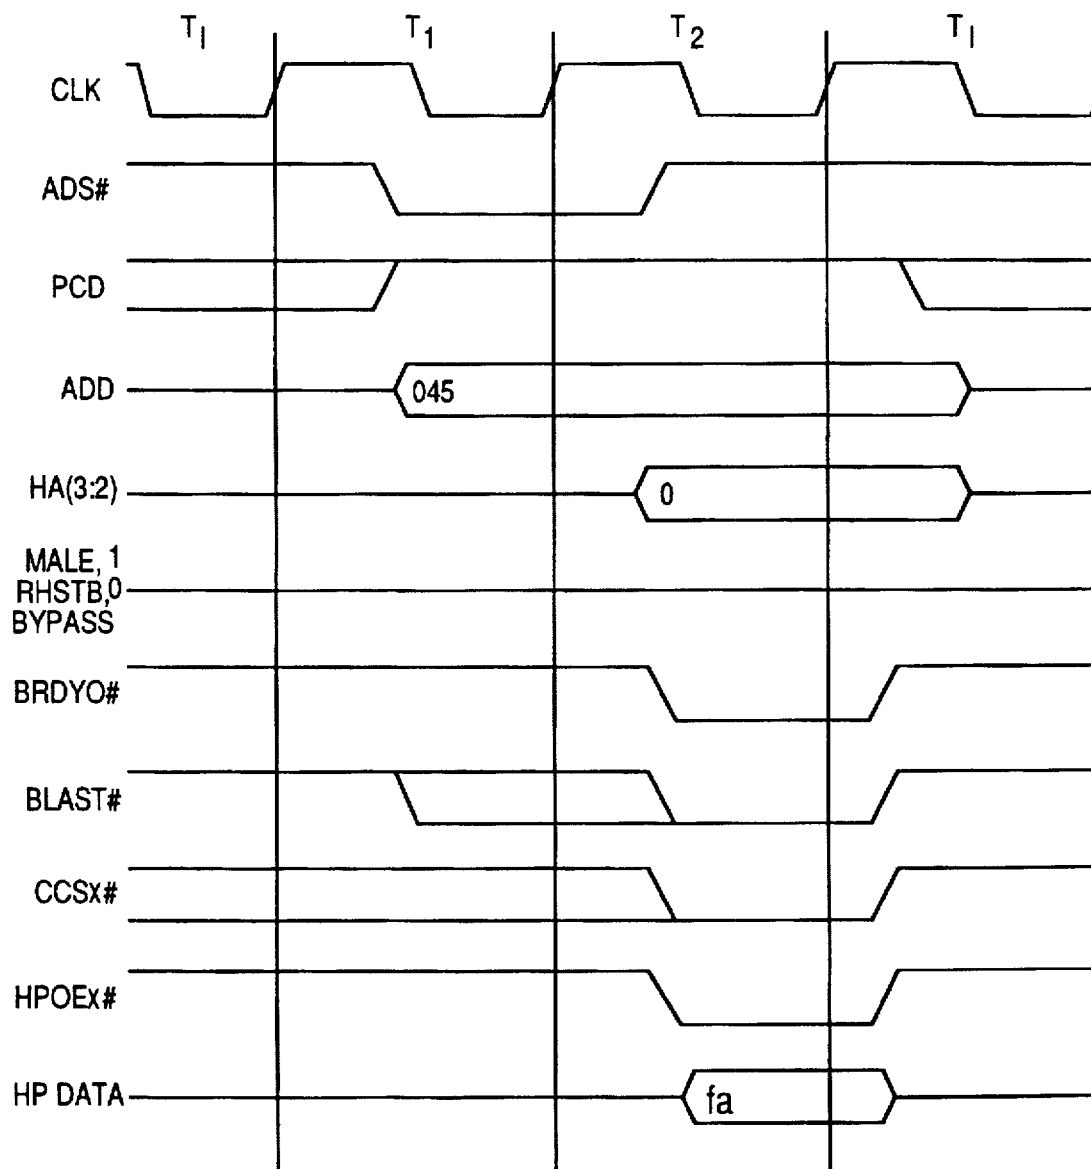 T_I T_1 T_2 T_I
CLK
ADS#
PCD
ADD 045
HA(3:2) 0
MALE, 1
RHSTB,0
BYPASS
BRDYO#
BLAST#
CCSX#
HPOEX#
HP DATA fa